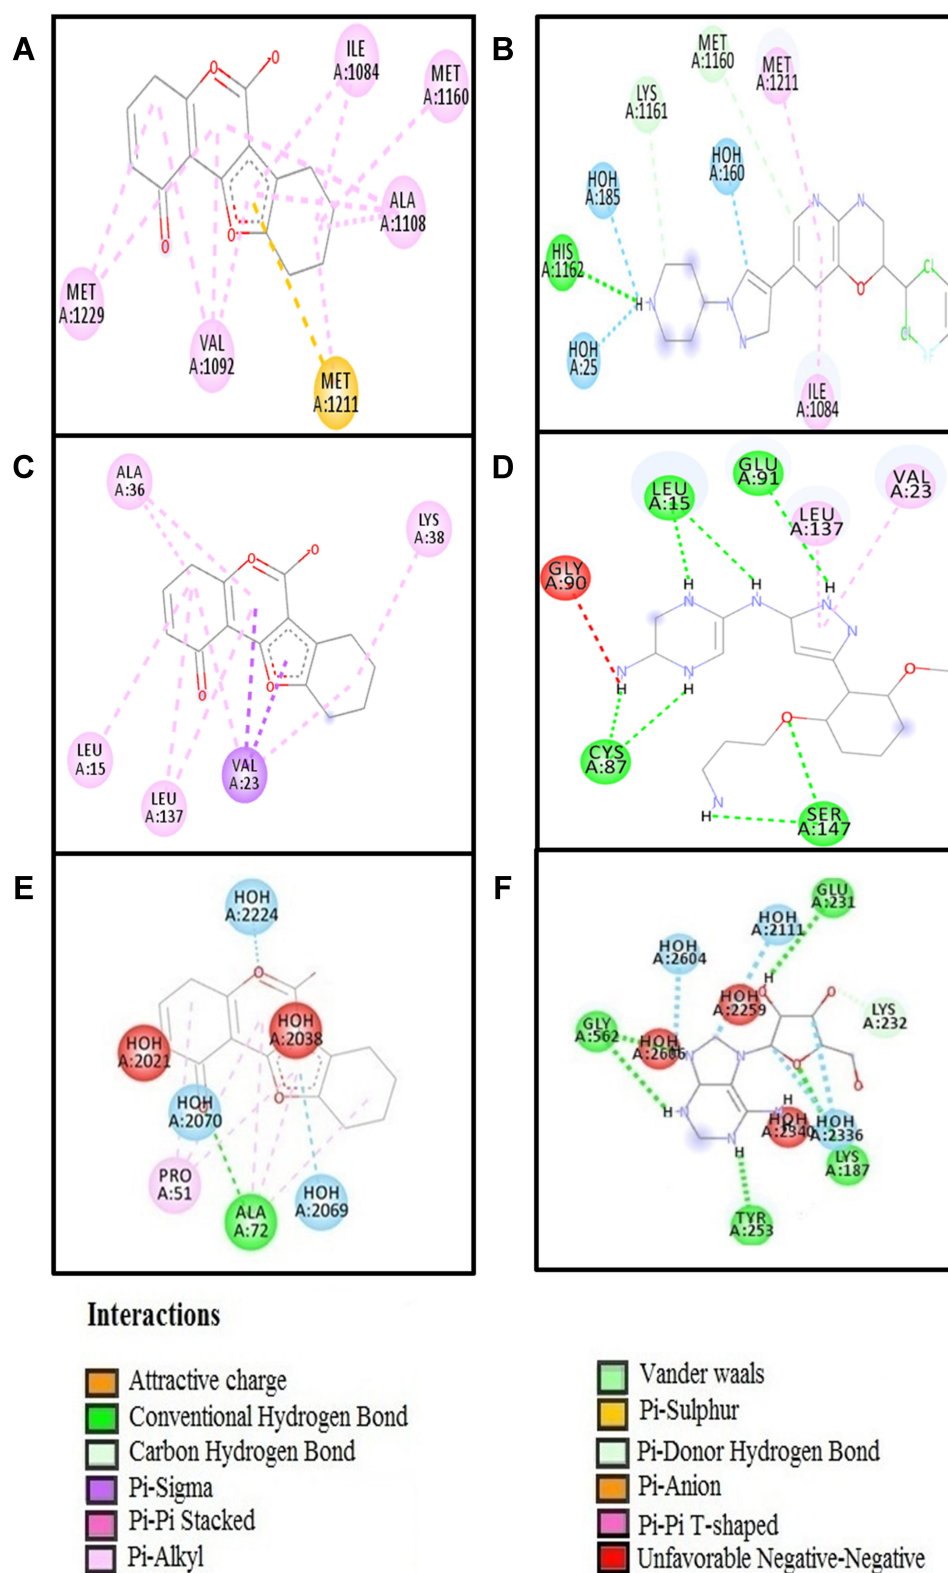 A
ILE
A:1084
MET
A:1160
ALA
A:1108
MET
A:1229
VAL
A:1092
MET
A:1211
O
O
O
O
B
MET
A:1160
MET
A:1211
LYS
A:1161
HOH
A:160
HOH
A:185
HIS
A:1162
HOH
A:25
ILE
A:1084
H
N
N
N
N
N
O
Cl
Cl
C
ALA
A:36
LYS
A:38
LEU
A:15
LEU
A:137
VAL
A:23
O
O
O
O
D
LEU
A:15
GLU
A:91
LEU
A:137
VAL
A:23
GLY
A:90
CYS
A:87
SER
A:147
H
N
H
N
H
N
N
N
H
N
H
O
O
N
H
E
HOH
A:2224
HOH
A:2038
HOH
A:2021
HOH
A:2070
PRO
A:51
ALA
A:72
HOH
A:2069
O
O
F
GLU
A:231
HOH
A:2111
HOH
A:2604
HOH
A:2259
LYS
A:232
GLY
A:562
HOH
A:2606
HOH
A:2340
HOH
A:2336
LYS
A:187
TYR
A:253
H
O
O
O
O
N
N
H
N
N
H
H
Interactions
Attractive charge
Conventional Hydrogen Bond
Carbon Hydrogen Bond
Pi-Sigma
Pi-Pi Stacked
Pi-Alkyl
Vander waals
Pi-Sulphur
Pi-Donor Hydrogen Bond
Pi-Anion
Pi-Pi T-shaped
Unfavorable Negative-Negative